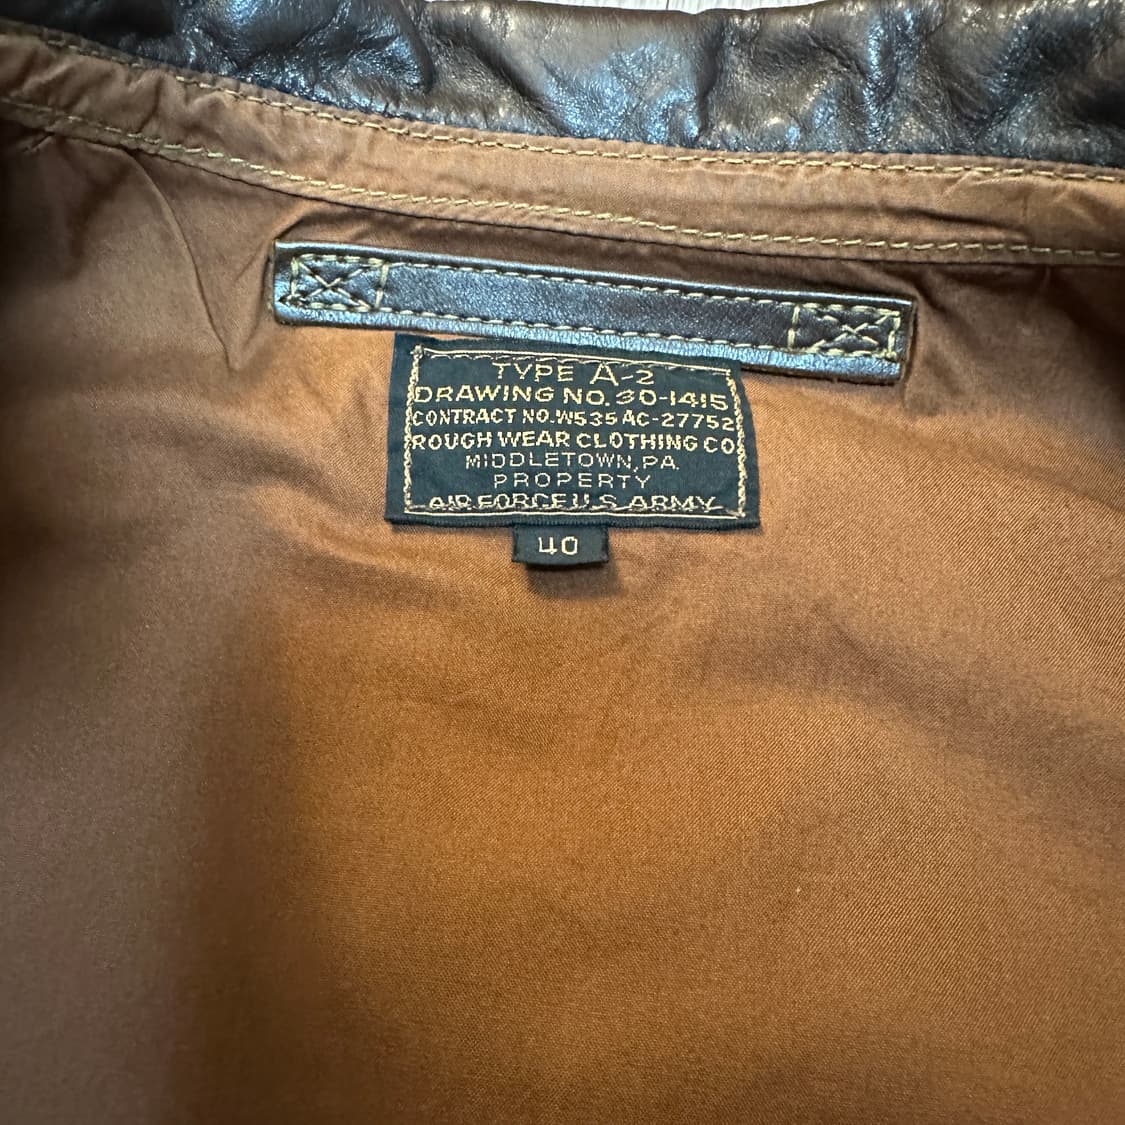 TYPE A-2
DRAWING NO. 30-1415
CONTRACT NO. W535 AC-27752
ROUGH WEAR CLOTHING CO
MIDDLETOWN, PA.
PROPERTY
AIR FORCE U.S. ARMY
40